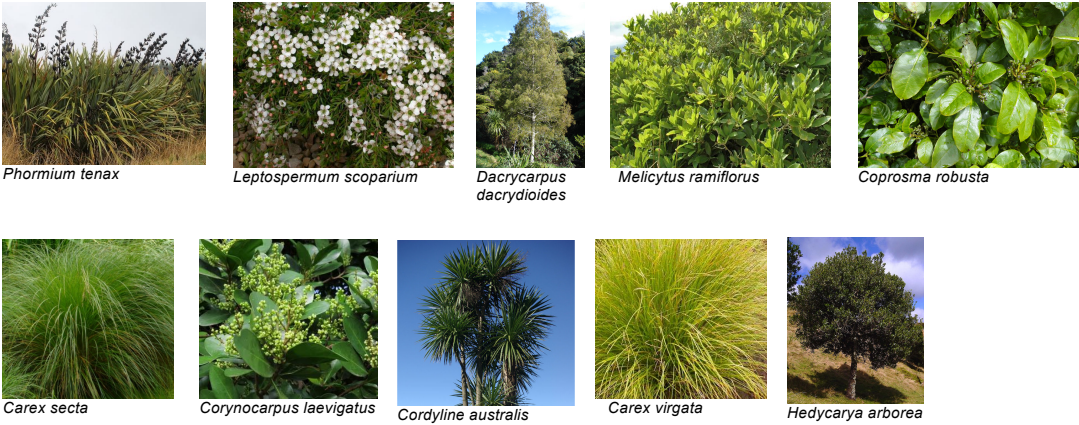 Phormium tenax
Leptospermum scoparium
Dacrycarpus
dacrydioides
Melicytus ramiflorus
Coprosma robusta
Carex secta
Corynocarpus laevigatus
Cordyline australis
Carex virgata
Hedycarya arborea